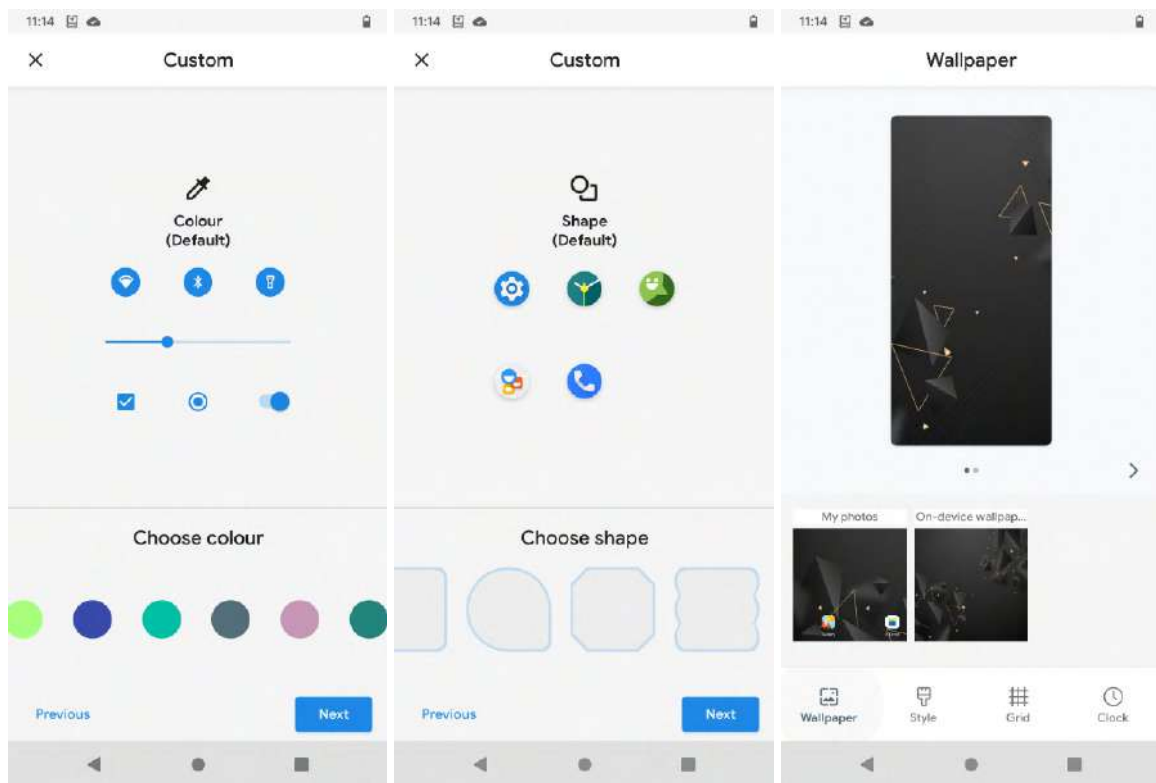 11:14
Custom
Colour
(Default)
Choose colour
Previous
Next
11:14
Custom
Shape
(Default)
Choose shape
Previous
Next
11:14
Wallpaper
My photos
On-device wallpap...
Wallpaper
Style
Grid
Clock